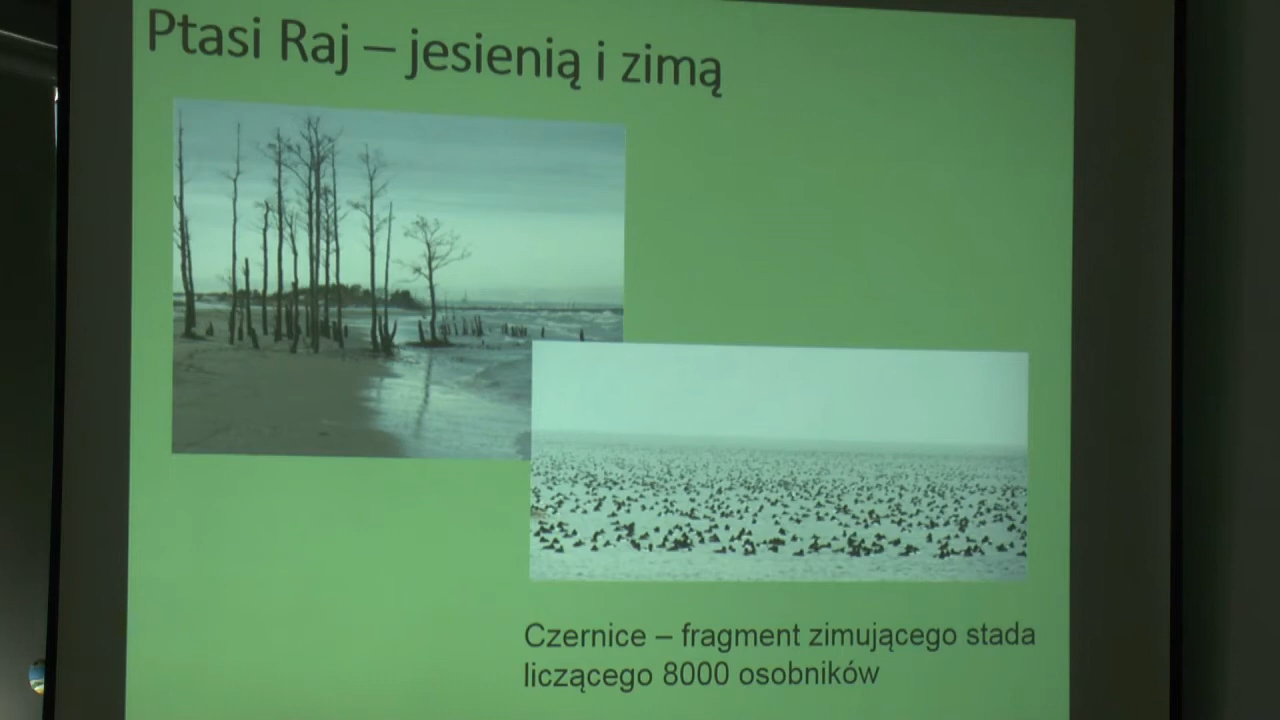 Ptasi Raj – jesienią i zimą
Czernice – fragment zimującego stada
liczącego 8000 osobników